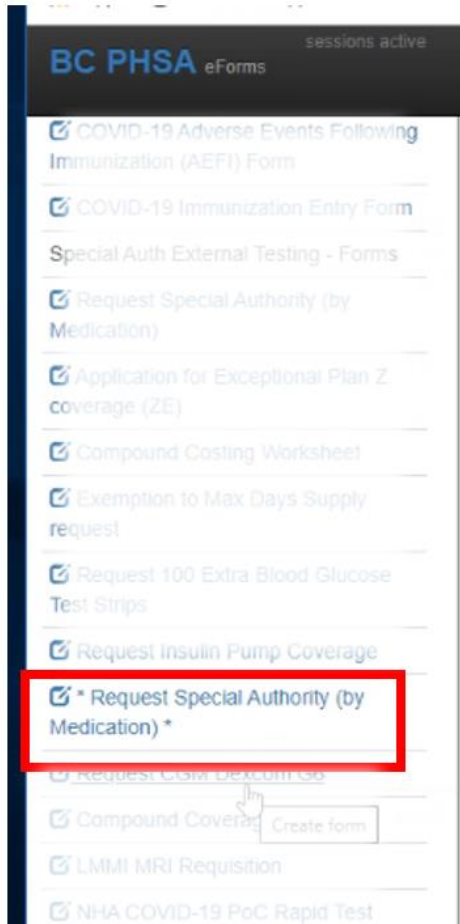 sessions active
BC PHSA eForms
COVID-19 Adverse Events Following
Immunization (AEFI) Form
COVID-19 Immunization Entry Form
Special Auth External Testing - Forms
Request Special Authority (by
Medication)
Application for Exceptional Plan Z
coverage (ZE)
Compound Costing Worksheet
Exemption to Max Days Supply
request
Request 100 Extra Blood Glucose
Test Strips
Request Insulin Pump Coverage
* Request Special Authority (by
Medication) *
Request CGM Dexcom G6
Compound Coverag
Create form
LMMI MRI Requisition
NHA COVID-19 PoC Rapid Test